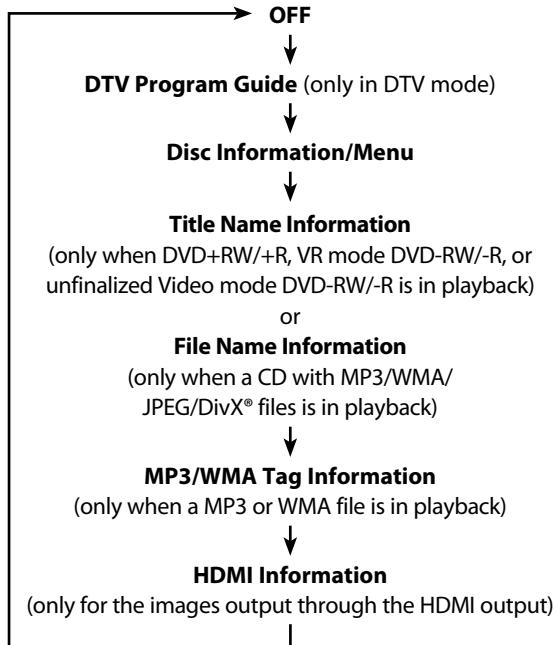 OFF
DTV Program Guide (only in DTV mode)
Disc Information/Menu
Title Name Information
(only when DVD+RW/+R, VR mode DVD-RW/-R, or
unfinalized Video mode DVD-RW/-R is in playback)
or
File Name Information
(only when a CD with MP3/WMA/
JPEG/DivX® files is in playback)
MP3/WMA Tag Information
(only when a MP3 or WMA file is in playback)
HDMI Information
(only for the images output through the HDMI output)